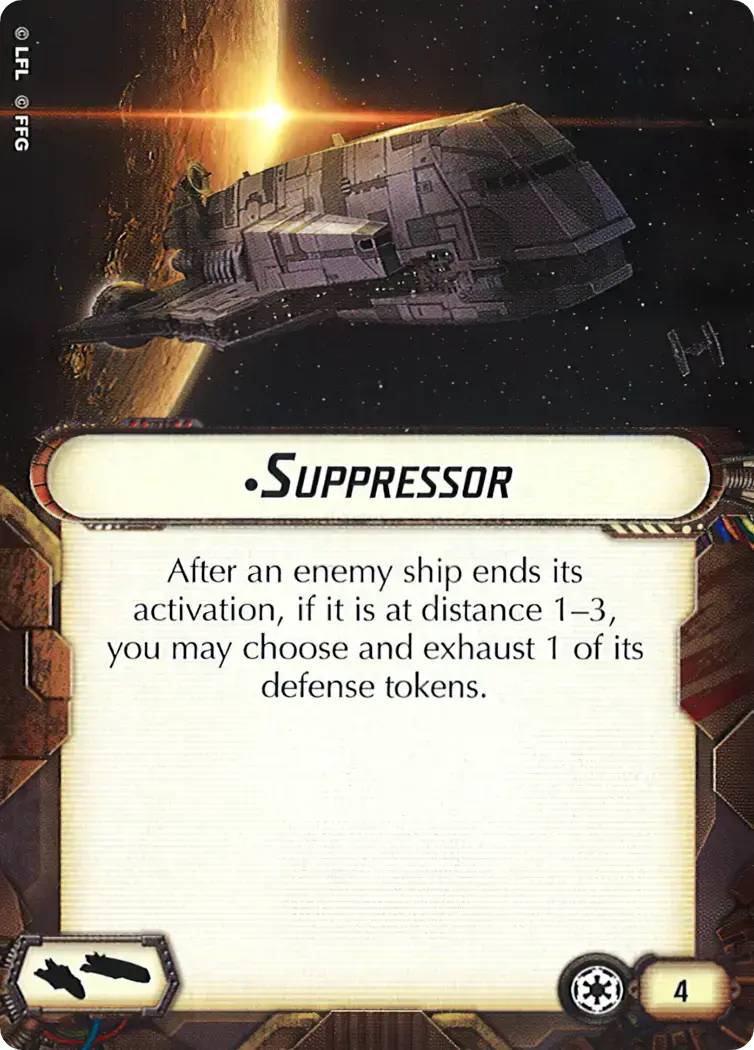 © LFL © FFG
•SUPPRESSOR
After an enemy ship ends its
activation, if it is at distance 1–3,
you may choose and exhaust 1 of its
defense tokens.
4